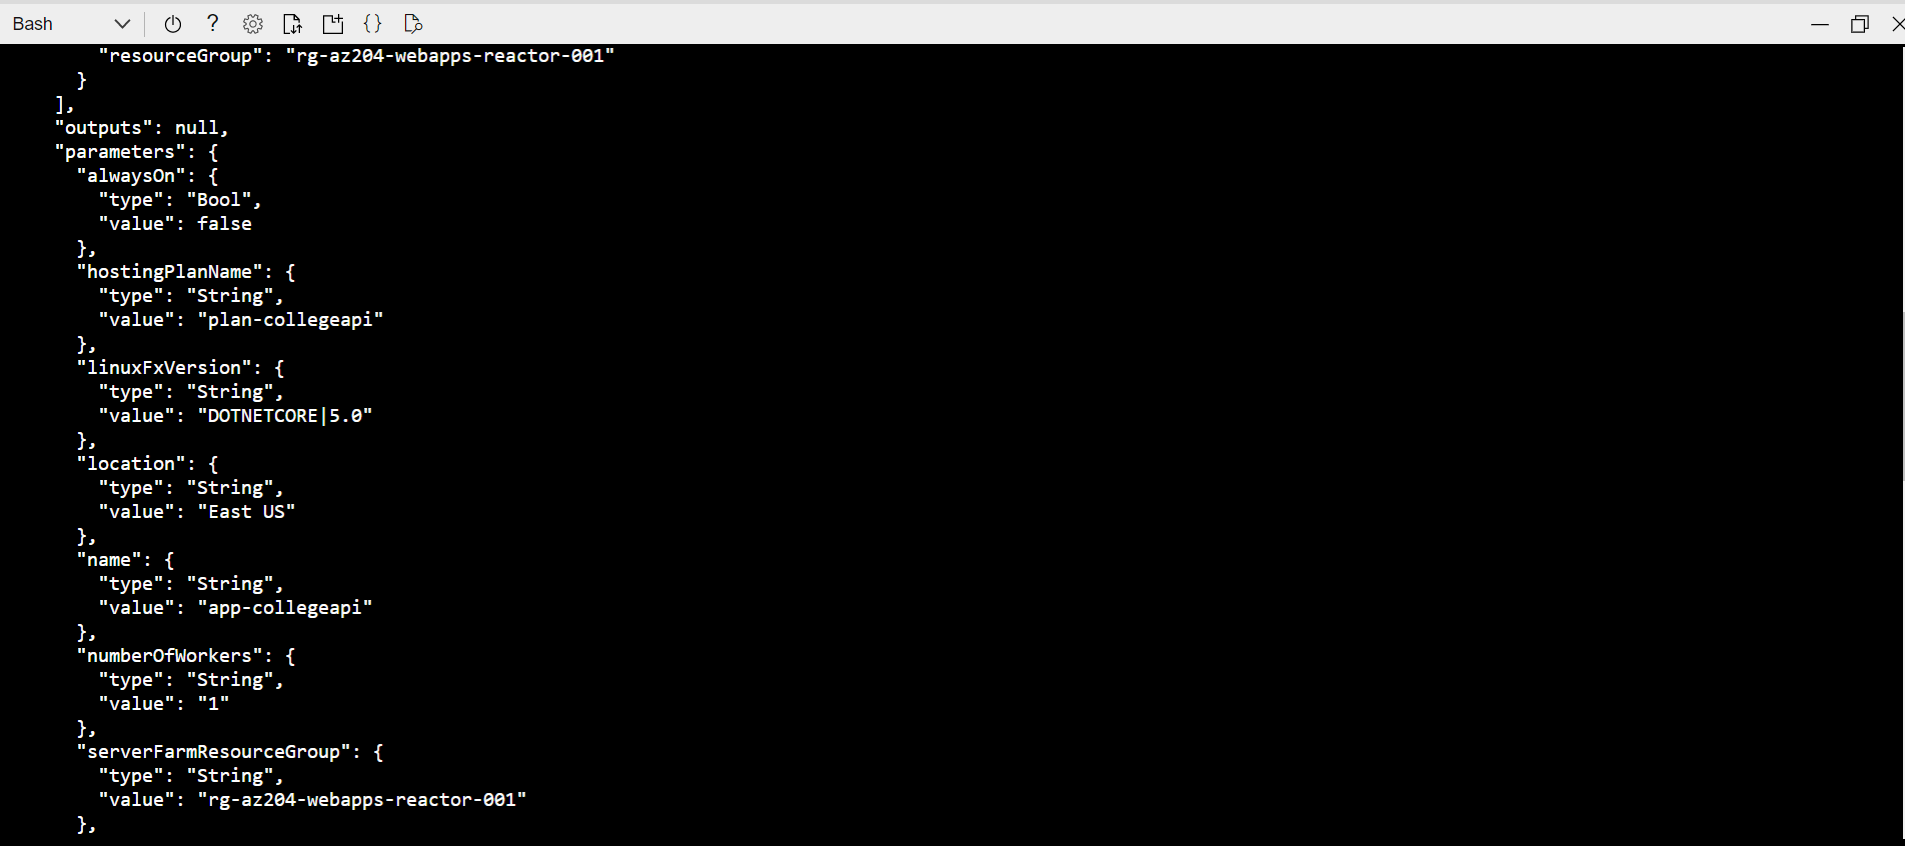 Bash
"resourceGroup": "rg-az204-webapps-reactor-001"
}
],
"outputs": null,
"parameters": {
"alwaysOn": {
"type": "Bool",
"value": false
},
"hostingPlanName": {
"type": "String",
"value": "plan-collegeapi"
},
"linuxFxVersion": {
"type": "String",
"value": "DOTNETCORE|5.0"
},
"location": {
"type": "String",
"value": "East US"
},
"name": {
"type": "String",
"value": "app-collegeapi"
},
"numberOfWorkers": {
"type": "String",
"value": "1"
},
"serverFarmResourceGroup": {
"type": "String",
"value": "rg-az204-webapps-reactor-001"
},